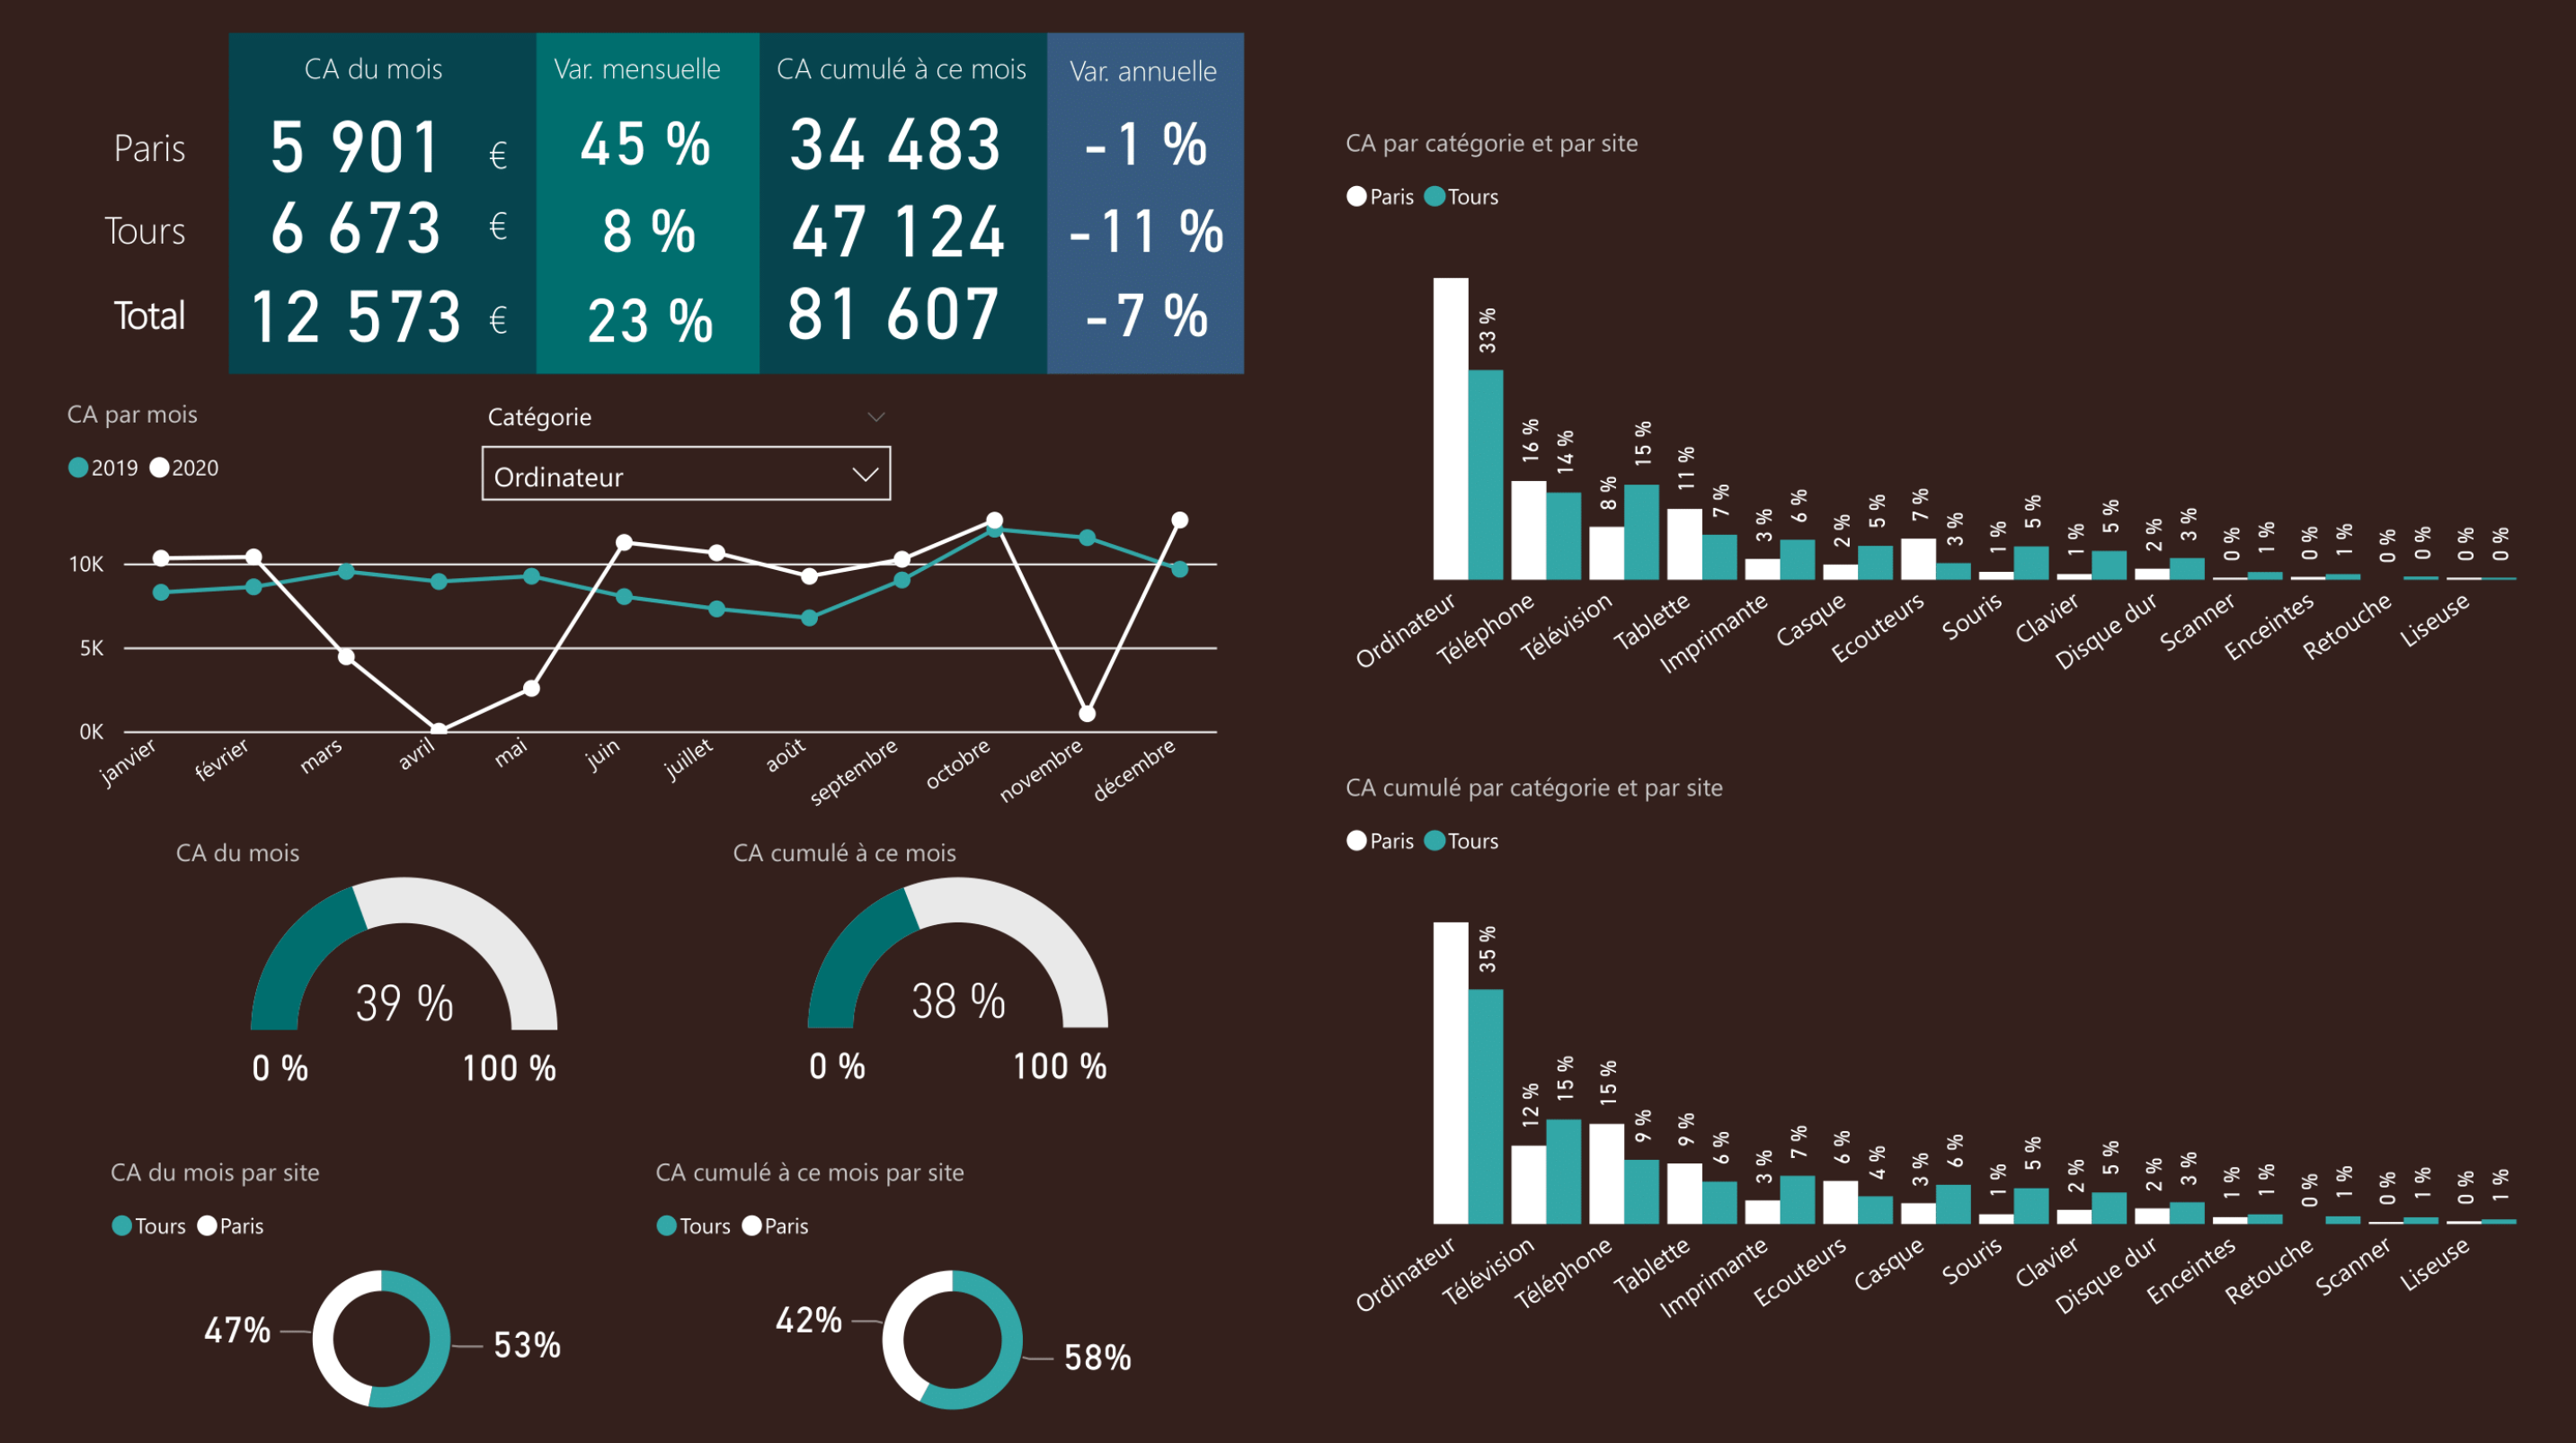 CA du mois
Var. mensuelle
CA cumulé à ce mois
Var. annuelle
Paris
5 901 €
45 %
34 483
-1 %
Tours
6 673 €
8 %
47 124
-11 %
Total
12 573 €
23 %
81 607
-7 %
CA par mois
2019 2020
Catégorie
Ordinateur
10K
5K
0K
janvier
février
mars
avril
mai
juin
juillet
août
septembre
octobre
novembre
décembre
CA du mois
39 %
0 %
100 %
CA cumulé à ce mois
38 %
0 %
100 %
CA du mois par site
Tours Paris
47%
53%
CA cumulé à ce mois par site
Tours Paris
42%
58%
CA par catégorie et par site
Paris Tours
33 %
16 %
14 %
8 %
15 %
11 %
7 %
3 %
6 %
2 %
5 %
7 %
3 %
1 %
5 %
1 %
5 %
2 %
3 %
0 %
1 %
0 %
1 %
0 %
0 %
0 %
0 %
Ordinateur
Téléphone
Télévision
Tablette
Imprimante
Casque
Ecouteurs
Souris
Clavier
Disque dur
Scanner
Enceintes
Retouche
Liseuse
CA cumulé par catégorie et par site
Paris Tours
35 %
12 %
15 %
15 %
9 %
9 %
6 %
3 %
7 %
6 %
4 %
3 %
6 %
1 %
5 %
2 %
5 %
2 %
3 %
1 %
1 %
0 %
1 %
0 %
1 %
0 %
1 %
Ordinateur
Télévision
Téléphone
Tablette
Imprimante
Ecouteurs
Casque
Souris
Clavier
Disque dur
Enceintes
Retouche
Scanner
Liseuse